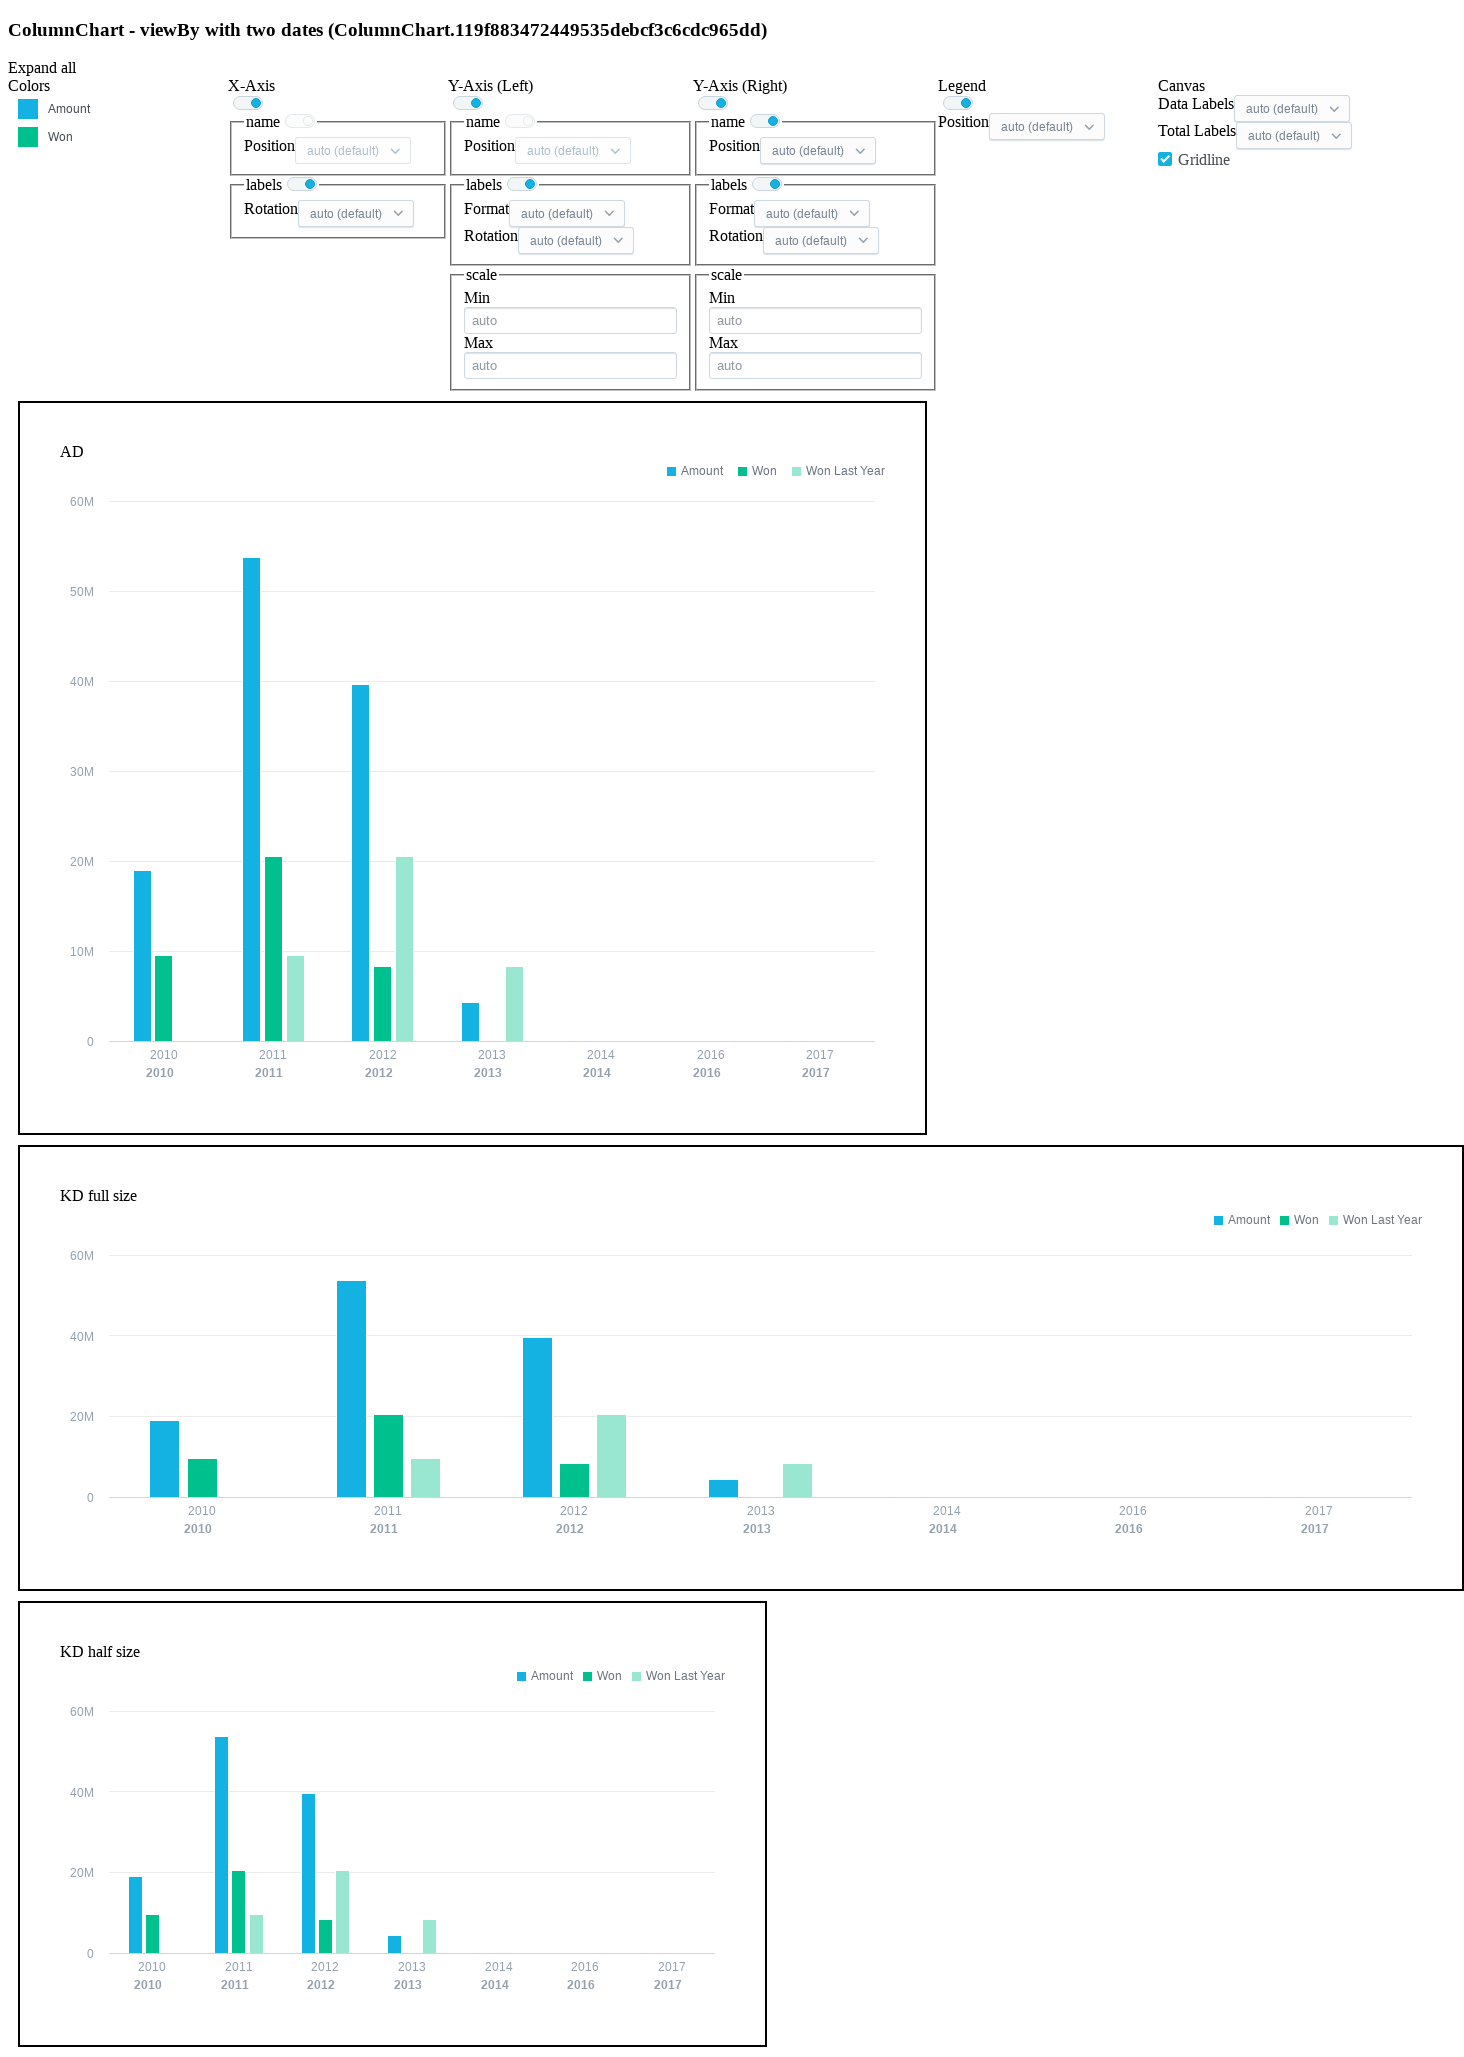 ColumnChart - viewBy with two dates (ColumnChart.119f883472449535debcf3c6cdc965dd)
Expand all
Colors
Amount
Won
X-Axis
name
Position auto (default)
labels
Rotation auto (default)
Y-Axis (Left)
name
Position auto (default)
labels
Format auto (default)
Rotation auto (default)
scale
Min
auto
Max
auto
Y-Axis (Right)
name
Position auto (default)
labels
Format auto (default)
Rotation auto (default)
scale
Min
auto
Max
auto
Legend
Position auto (default)
Canvas
Data Labels auto (default)
Total Labels auto (default)
Gridline
AD
Amount Won Won Last Year
60M
50M
40M
30M
20M
10M
0
2010 2011 2012 2013 2014 2016 2017
2010 2011 2012 2013 2014 2016 2017
KD full size
Amount Won Won Last Year
60M
40M
20M
0
2010 2011 2012 2013 2014 2016 2017
2010 2011 2012 2013 2014 2016 2017
KD half size
Amount Won Won Last Year
60M
40M
20M
0
2010 2011 2012 2013 2014 2016 2017
2010 2011 2012 2013 2014 2016 2017